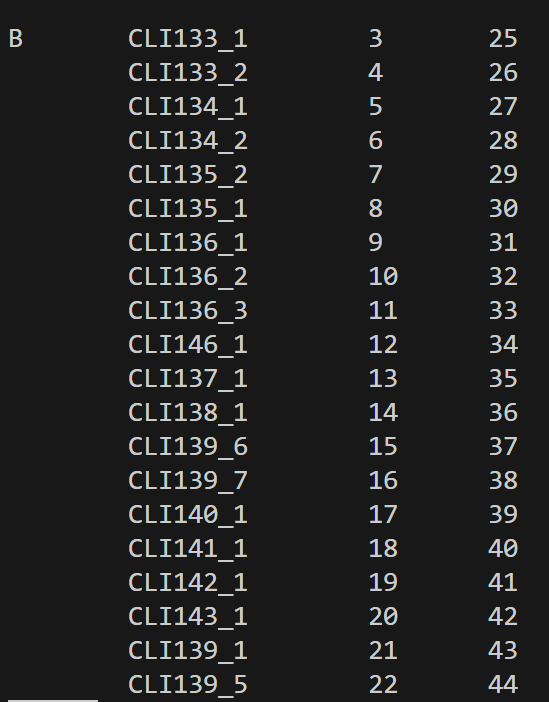 B CLI133_1 3 25
CLI133_2 4 26
CLI134_1 5 27
CLI134_2 6 28
CLI135_2 7 29
CLI135_1 8 30
CLI136_1 9 31
CLI136_2 10 32
CLI136_3 11 33
CLI146_1 12 34
CLI137_1 13 35
CLI138_1 14 36
CLI139_6 15 37
CLI139_7 16 38
CLI140_1 17 39
CLI141_1 18 40
CLI142_1 19 41
CLI143_1 20 42
CLI139_1 21 43
CLI139_5 22 44